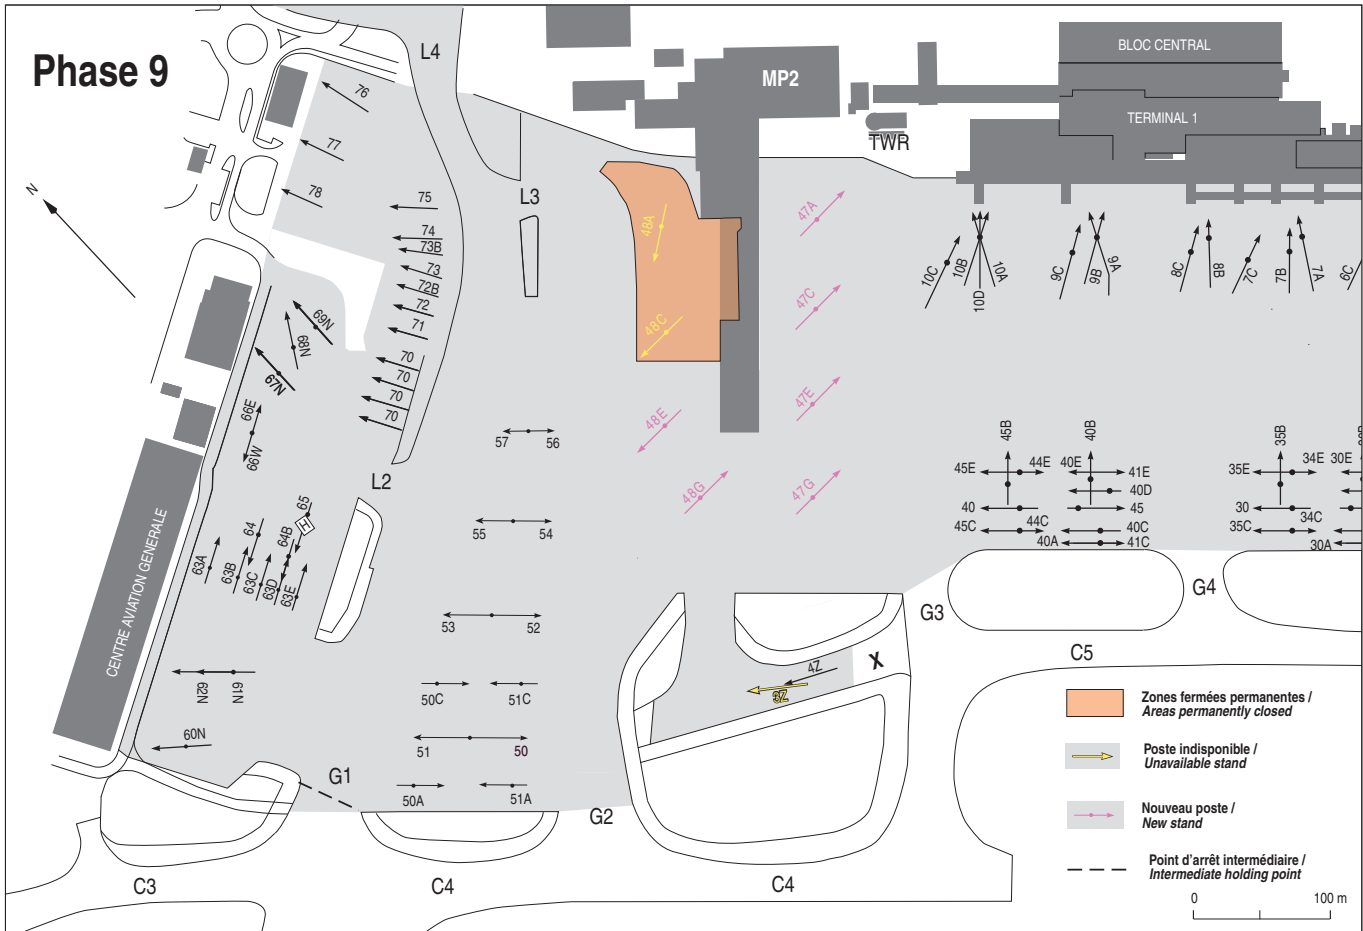 Phase 9
L4
MP2
BLOC CENTRAL
TERMINAL 1
TWR
N
76
77
78
75
74
73B
73
72B
72
71
70
70
70
70
L3
L2
48A
48C
48E
48G
47A
47C
47E
47G
10C
10B
10D
10A
9C
9B
9A
8C
8B
7C
7B
7A
6C
69N
68N
67N
66E
66W
65
H
64
64B
63A
63B
63C
63D
63E
62N
61N
60N
CENTRE AVIATION GENERALE
57
56
55
54
53
52
50C
51C
51
50
50A
51A
45B
40B
35B
45E
44E
40E
41E
40D
40
45
45C
44C
40C
40A
41C
35E
34E
30E
30
34C
35C
30A
4Z
3Z
X
G1
G2
G3
G4
C3
C4
C4
C5
Zones fermées permanentes /
Areas permanently closed
Poste indisponible /
Unavailable stand
Nouveau poste /
New stand
Point d'arrêt intermédiaire /
Intermediate holding point
0
100 m